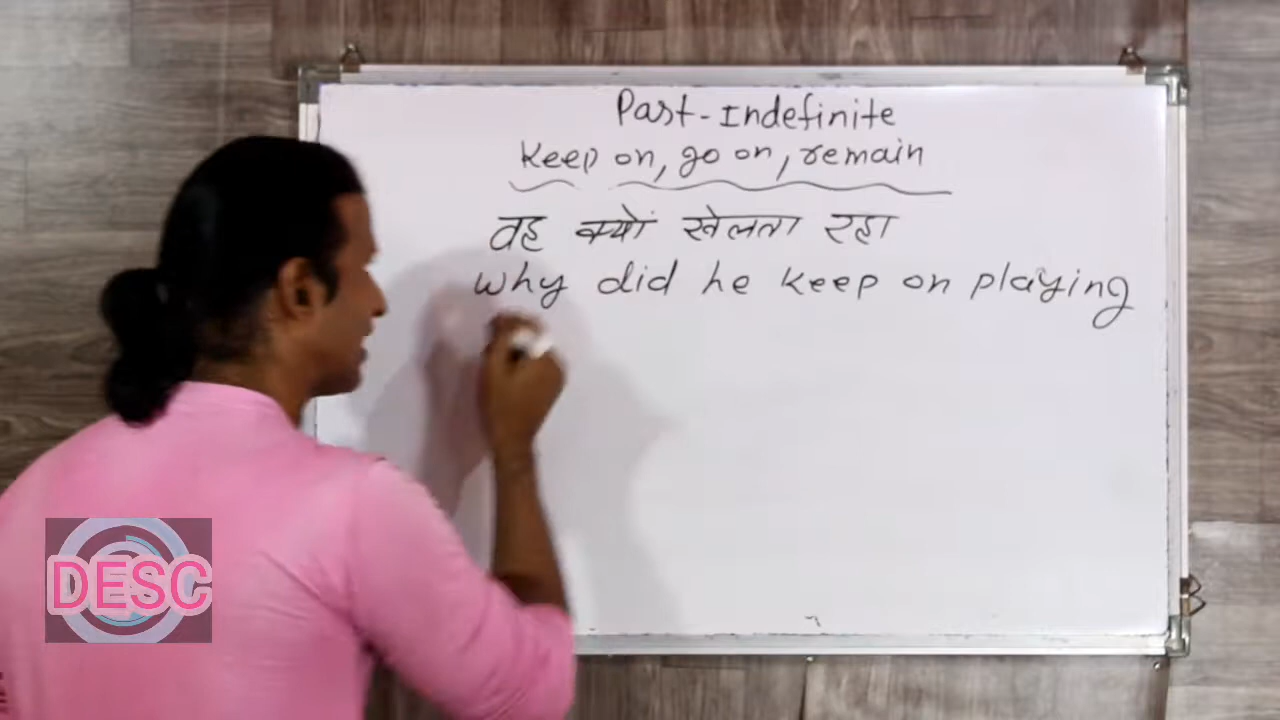 Past-Indefinite
Keep on, go on, remain
वह क्यों खेलता रहा
why did he keep on playing
DESC